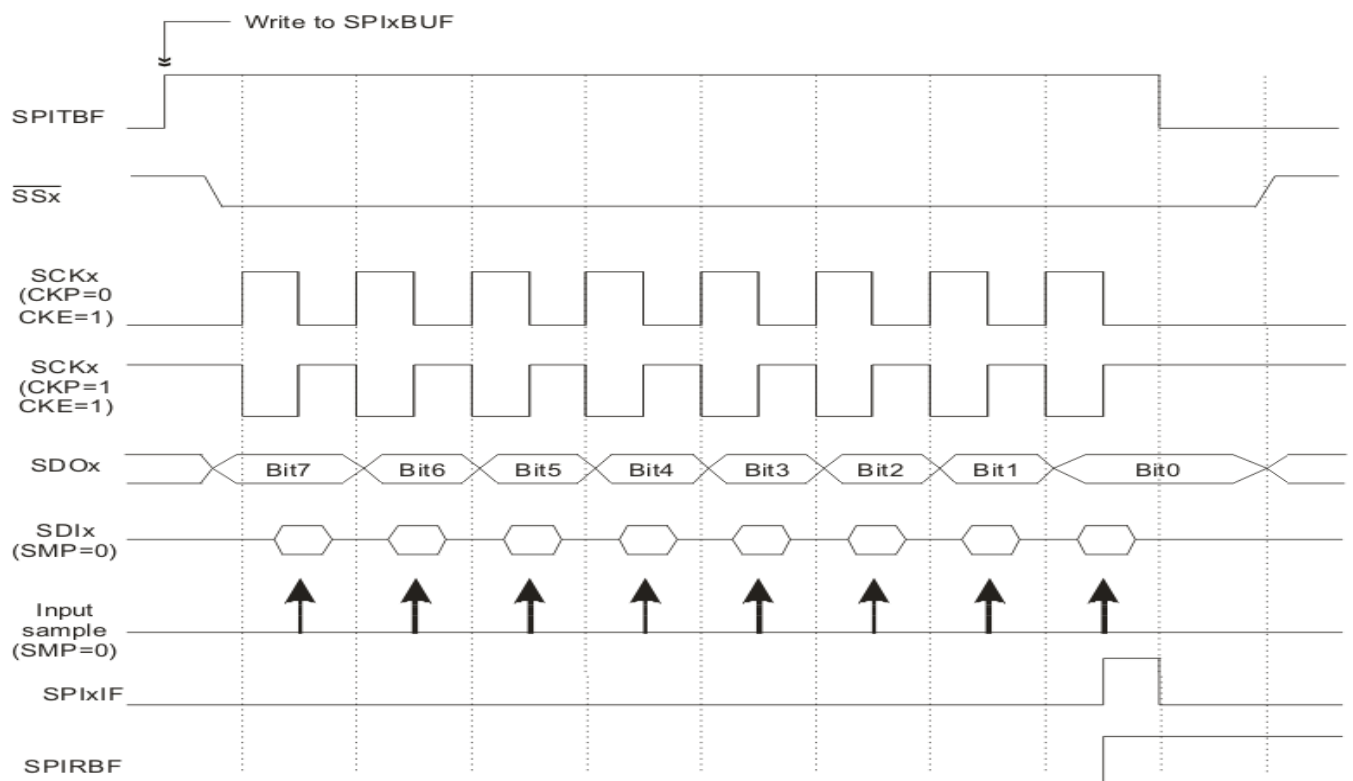 Write to SPIxBUF
SPITBF
SSx
SCKx
(CKP=0
CKE=1)
SCKx
(CKP=1
CKE=1)
SDOx
Bit7 Bit6 Bit5 Bit4 Bit3 Bit2 Bit1 Bit0
SDIx
(SMP=0)
Input
sample
(SMP=0)
SPIxIF
SPIRBF